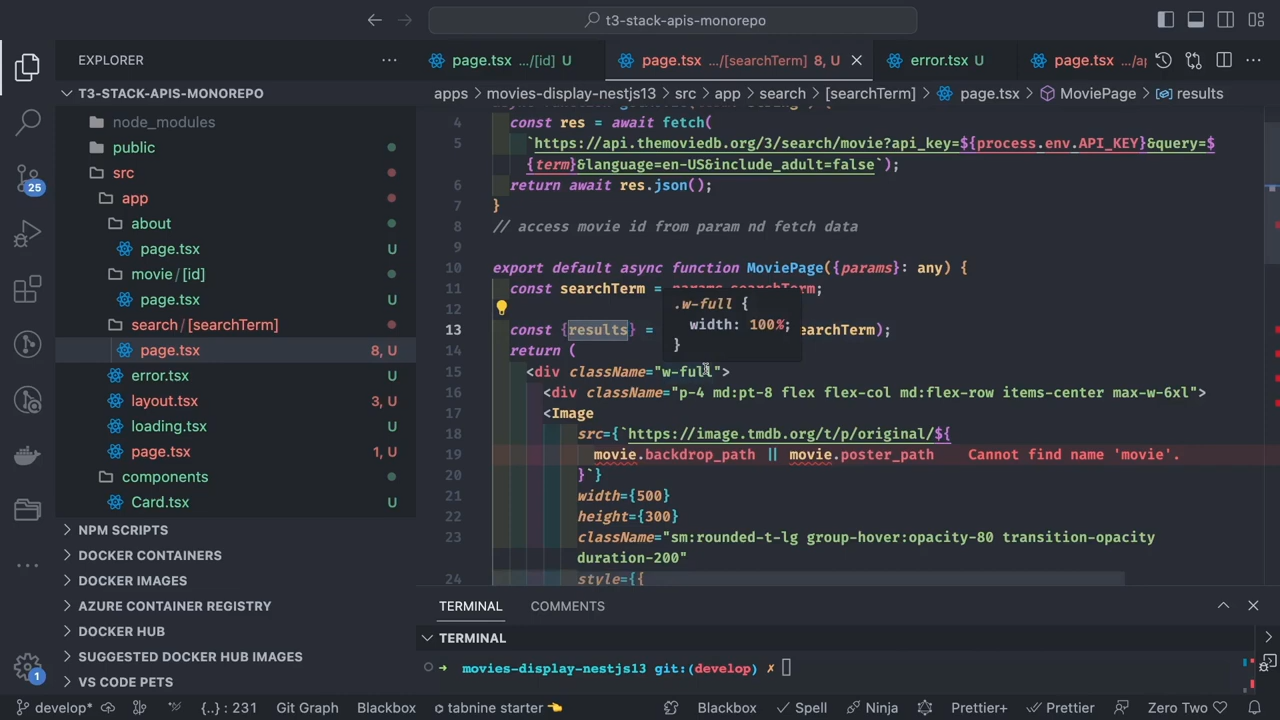 t3-stack-apis-monorepo
EXPLORER
page.tsx .../[id] U
page.tsx .../[searchTerm] 8, U
error.tsx U
page.tsx .../ap
T3-STACK-APIS-MONOREPO
apps > movies-display-nestjs13 > src > app > search > [searchTerm] > page.tsx > MoviePage > results
node_modules
public
src
app
about
page.tsx U
movie / [id]
page.tsx U
search / [searchTerm]
page.tsx 8, U
error.tsx U
layout.tsx 3, U
loading.tsx U
page.tsx 1, U
components
Card.tsx U
NPM SCRIPTS
DOCKER CONTAINERS
DOCKER IMAGES
AZURE CONTAINER REGISTRY
DOCKER HUB
SUGGESTED DOCKER HUB IMAGES
VS CODE PETS
25
1
4 const res = await fetch(
5 `https://api.themoviedb.org/3/search/movie?api_key=${process.env.API_KEY}&query=$
{term}&language=en-US&include_adult=false`);
6 return await res.json();
7 }
8 // access movie id from param nd fetch data
9
10 export default async function MoviePage({params}: any) {
11 const searchTerm = params.searchTerm;
12
13 const {results} = earchTerm);
.w-full {
width: 100%;
}
14 return (
15 <div className="w-full">
16 <div className="p-4 md:pt-8 flex flex-col md:flex-row items-center max-w-6xl">
17 <Image
18 src={`https://image.tmdb.org/t/p/original/${
19 movie.backdrop_path || movie.poster_path Cannot find name 'movie'.
20 }`}
21 width={500}
22 height={300}
23 className="sm:rounded-t-lg group-hover:opacity-80 transition-opacity
duration-200"
24 style={{
TERMINAL COMMENTS
TERMINAL
movies-display-nestjs13 git:(develop) ✗
develop* {..} : 231 Git Graph Blackbox tabnine starter 👈 Blackbox Spell Ninja Prettier+ Prettier Zero Two